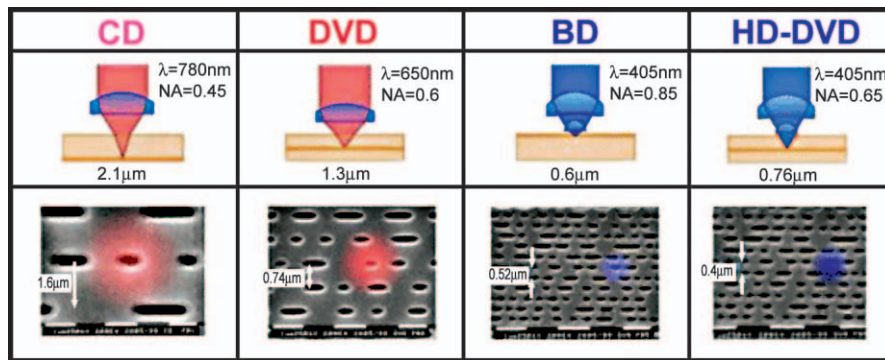 CD
DVD
BD
HD-DVD
λ=780nm
NA=0.45
λ=650nm
NA=0.6
λ=405nm
NA=0.85
λ=405nm
NA=0.65
2.1μm
1.3μm
0.6μm
0.76μm
1.6μm
0.74μm
0.52μm
0.4μm